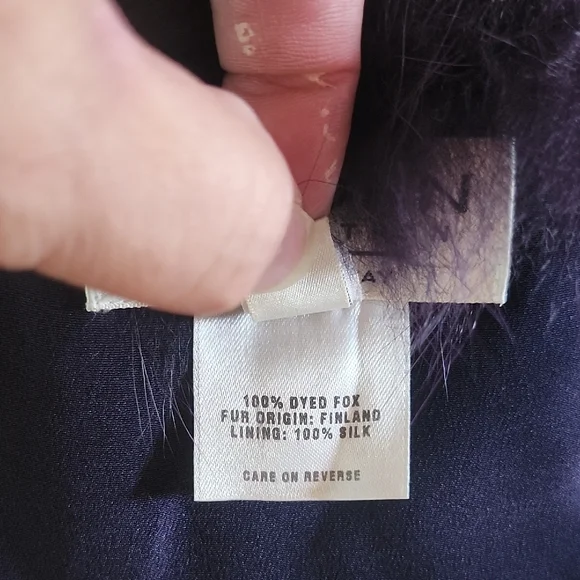 100% DYED FOX
FUR ORIGIN: FINLAND
LINING: 100% SILK
CARE ON REVERSE